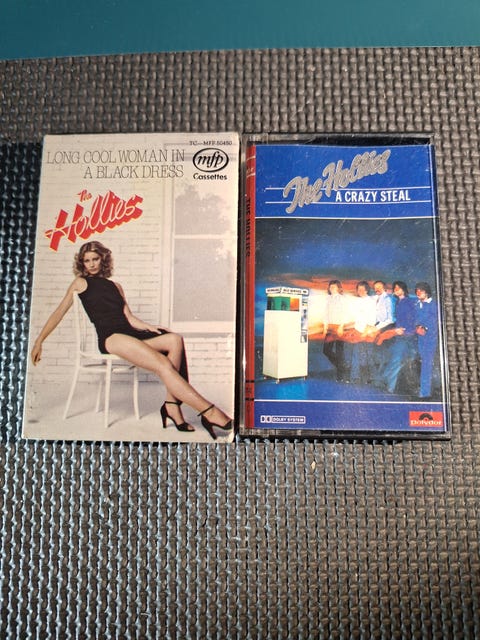 TC-MFP 50450
LONG COOL WOMAN IN
A BLACK DRESS
mfp
Cassettes
The
Hollies
THE HOLLIES
The Hollies
A CRAZY STEAL
DOLBY SYSTEM
Polydor